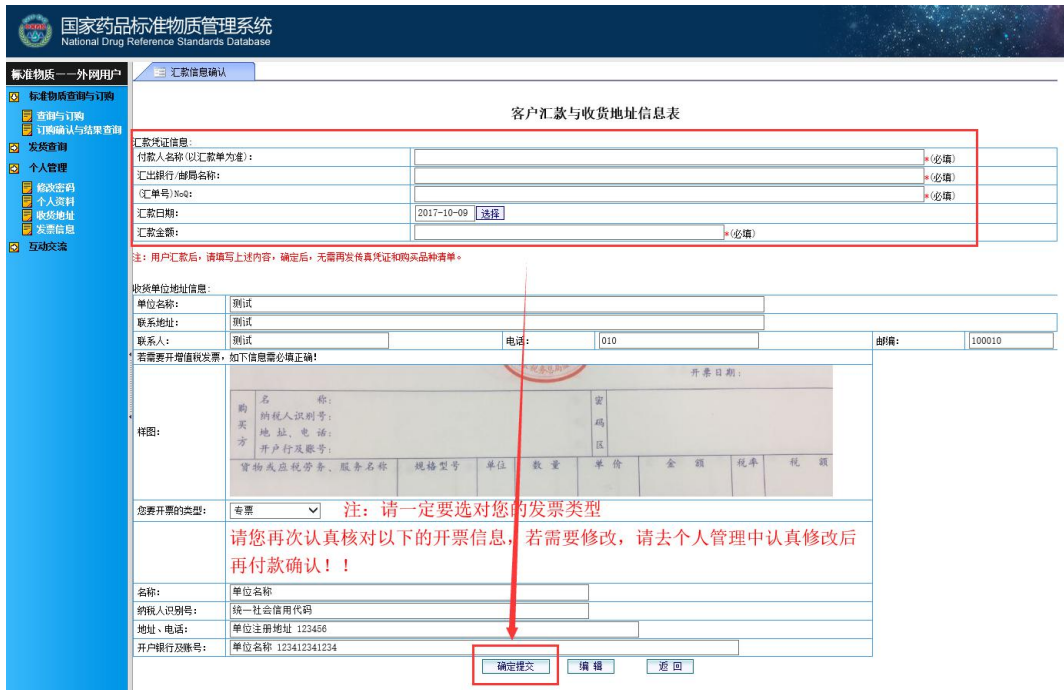 国家药品标准物质管理系统
National Drug Reference Standards Database
标准物质——外网用户
汇款信息确认
标准物质查询与订购
查询与订购
订购确认与结果查询
发货查询
个人管理
修改密码
个人资料
收货地址
发票信息
互动交流
客户汇款与收货地址信息表
汇款凭证信息:
付款人名称(以汇款单为准): *(必填)
汇出银行/邮局名称: *(必填)
(汇单号)NoQ: *(必填)
汇款日期: 2017-10-09 选择
汇款金额: *(必填)
注: 用户汇款后, 请填写上述内容, 确定后, 无需再发传真凭证和购买品种清单。
收货单位地址信息:
单位名称: 测试
联系地址: 测试
联系人: 测试 电话: 010 邮编: 100010
若需要开增值税发票, 如下信息需必填正确!
样图:
开票日期:
购买方
名 称:
纳税人识别号:
地 址、电 话:
开户行及账号:
密码区
货物或应税劳务、服务名称 规格型号 单位 数 量 单 价 金 额 税率 税 额
您要开票的类型: 专票 注: 请一定要选对您的发票类型
请您再次认真核对以下的开票信息, 若需要修改, 请去个人管理中认真修改后
再付款确认!!
名称: 单位名称
纳税人识别号: 统一社会信用代码
地址、电话: 单位注册地址 123456
开户银行及账号: 单位名称 123412341234
确定提交 编辑 返回